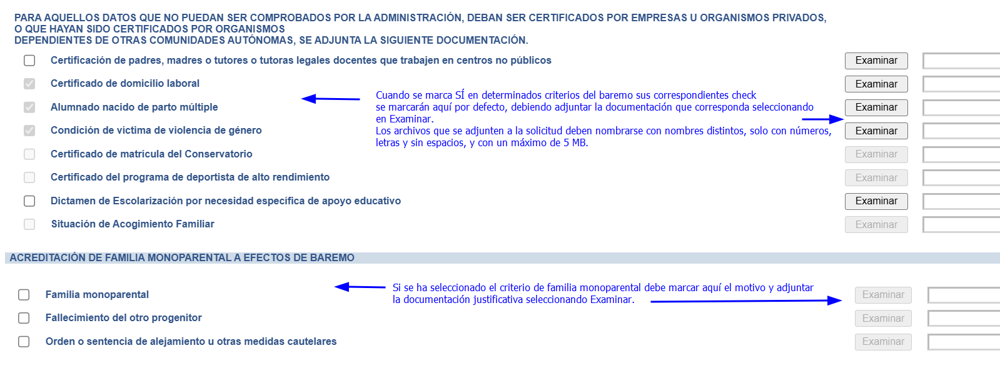 PARA AQUELLOS DATOS QUE NO PUEDAN SER COMPROBADOS POR LA ADMINISTRACIÓN, DEBAN SER CERTIFICADOS POR EMPRESAS U ORGANISMOS PRIVADOS,
O QUE HAYAN SIDO CERTIFICADOS POR ORGANISMOS
DEPENDIENTES DE OTRAS COMUNIDADES AUTÓNOMAS, SE ADJUNTA LA SIGUIENTE DOCUMENTACIÓN.
Certificación de padres, madres o tutores o tutoras legales docentes que trabajen en centros no públicos Examinar
Certificado de domicilio laboral Examinar
Cuando se marca SÍ en determinados criterios del baremo sus correspondientes check
se marcarán aquí por defecto, debiendo adjuntar la documentación que corresponda seleccionando
en Examinar.
Los archivos que se adjunten a la solicitud deben nombrarse con nombres distintos, solo con números,
letras y sin espacios, y con un máximo de 5 MB.
Alumnado nacido de parto múltiple Examinar
Condición de víctima de violencia de género Examinar
Certificado de matrícula del Conservatorio Examinar
Certificado del programa de deportista de alto rendimiento Examinar
Dictamen de Escolarización por necesidad específica de apoyo educativo Examinar
Situación de Acogimiento Familiar Examinar
ACREDITACIÓN DE FAMILIA MONOPARENTAL A EFECTOS DE BAREMO
Si se ha seleccionado el criterio de familia monoparental debe marcar aquí el motivo y adjuntar
la documentación justificativa seleccionando Examinar.
Familia monoparental Examinar
Fallecimiento del otro progenitor Examinar
Orden o sentencia de alejamiento u otras medidas cautelares Examinar